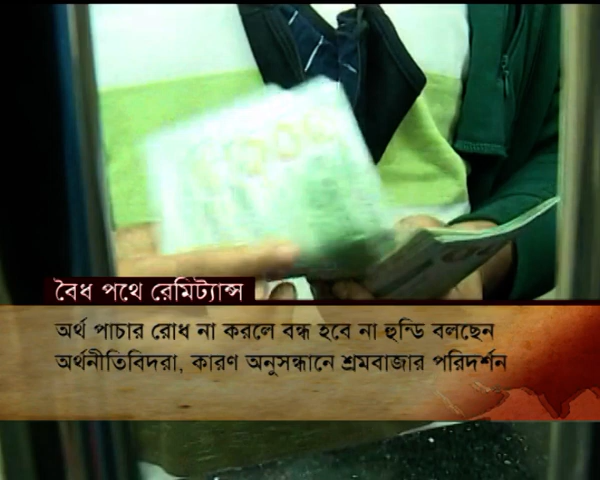 বৈধ পথে রেমিট্যান্স
অর্থ পাচার রোধ না করলে বন্ধ হবে না হুন্ডি বলছেন
অর্থনীতিবিদরা, কারণ অনুসন্ধানে শ্রমবাজার পরিদর্শন